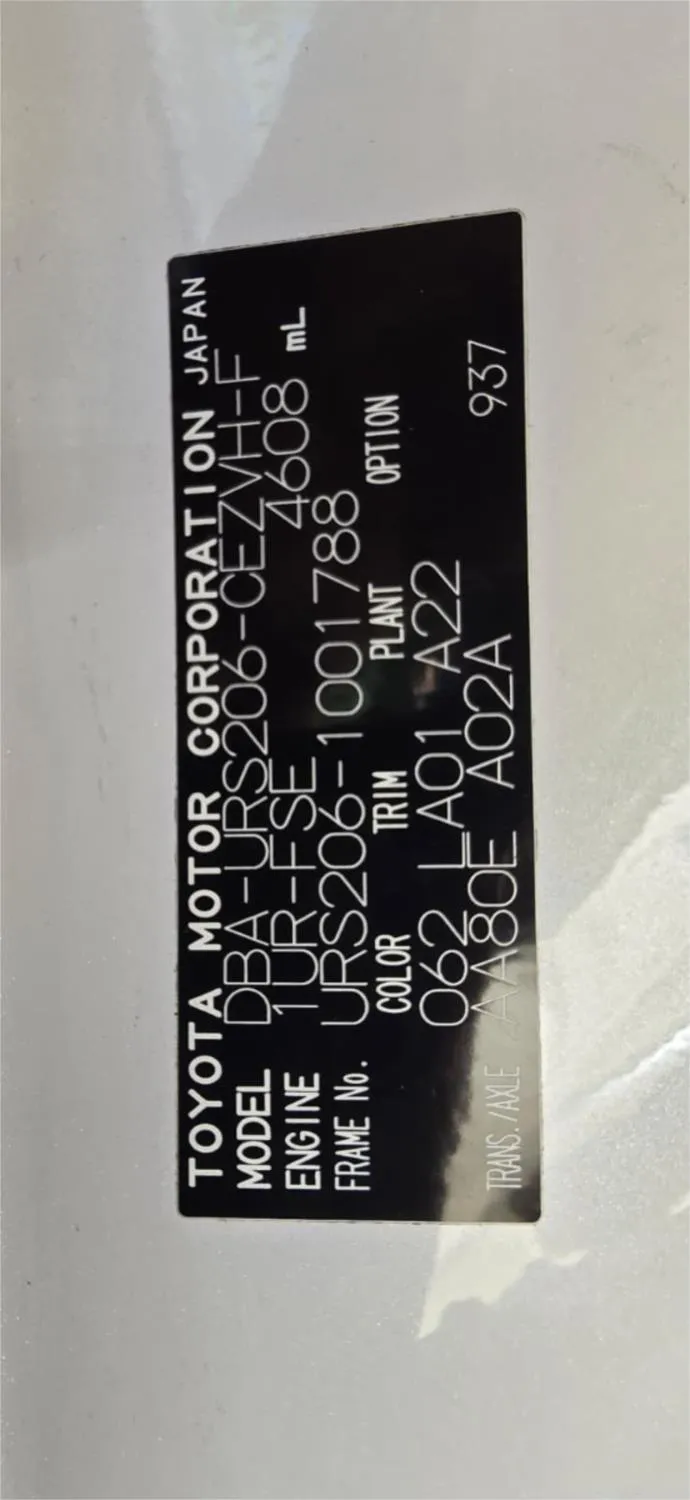 TOYOTA MOTOR CORPORATION JAPAN
MODEL DBA-URS206-CEZVH-F
ENGINE 1UR-FSE 4608 mL
FRAME No. URS206-1001788
COLOR TRIM PLANT OPTION
062 LA01 A22
TRANS./AXLE AA80E A02A 937